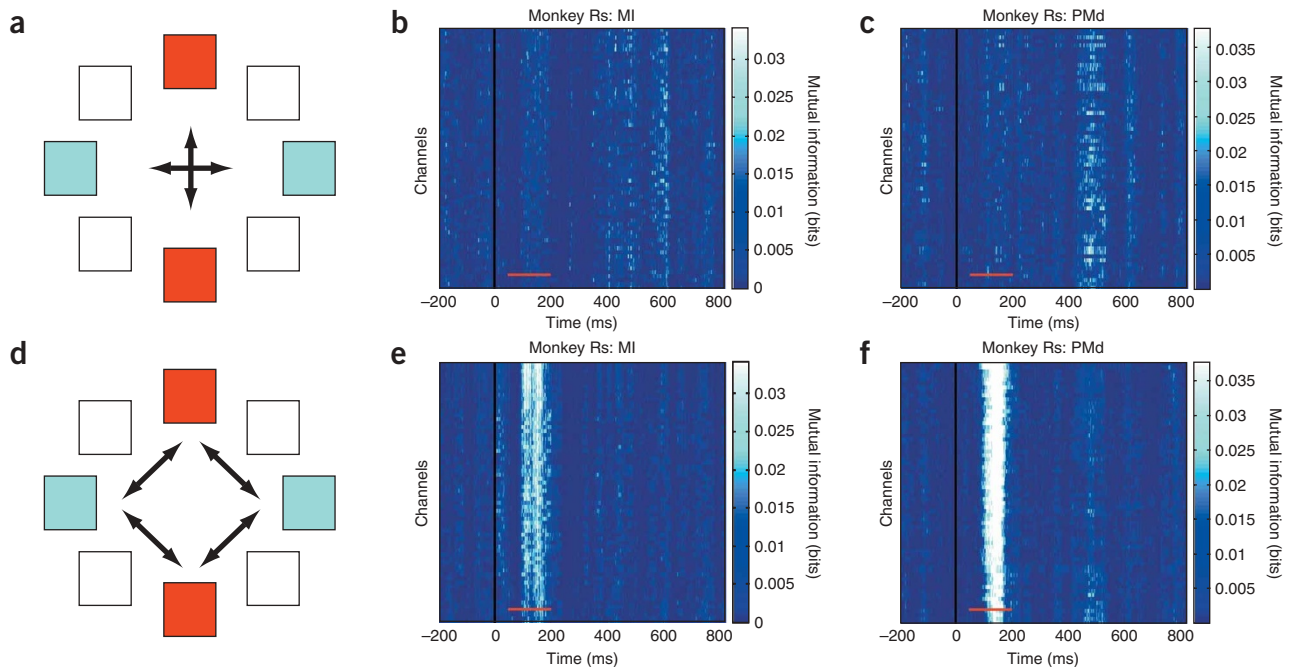 a
b
Monkey Rs: MI
Channels
–200 0 200 400 600 800
Time (ms)
0.03
0.025
0.02
0.015
0.01
0.005
0
Mutual information (bits)
c
Monkey Rs: PMd
Channels
–200 0 200 400 600 800
Time (ms)
0.035
0.03
0.025
0.02
0.015
0.01
0.005
Mutual information (bits)
d
e
Monkey Rs: MI
Channels
–200 0 200 400 600 800
Time (ms)
0.03
0.025
0.02
0.015
0.01
0.005
0
Mutual information (bits)
f
Monkey Rs: PMd
Channels
–200 0 200 400 600 800
Time (ms)
0.035
0.03
0.025
0.02
0.015
0.01
0.005
Mutual information (bits)